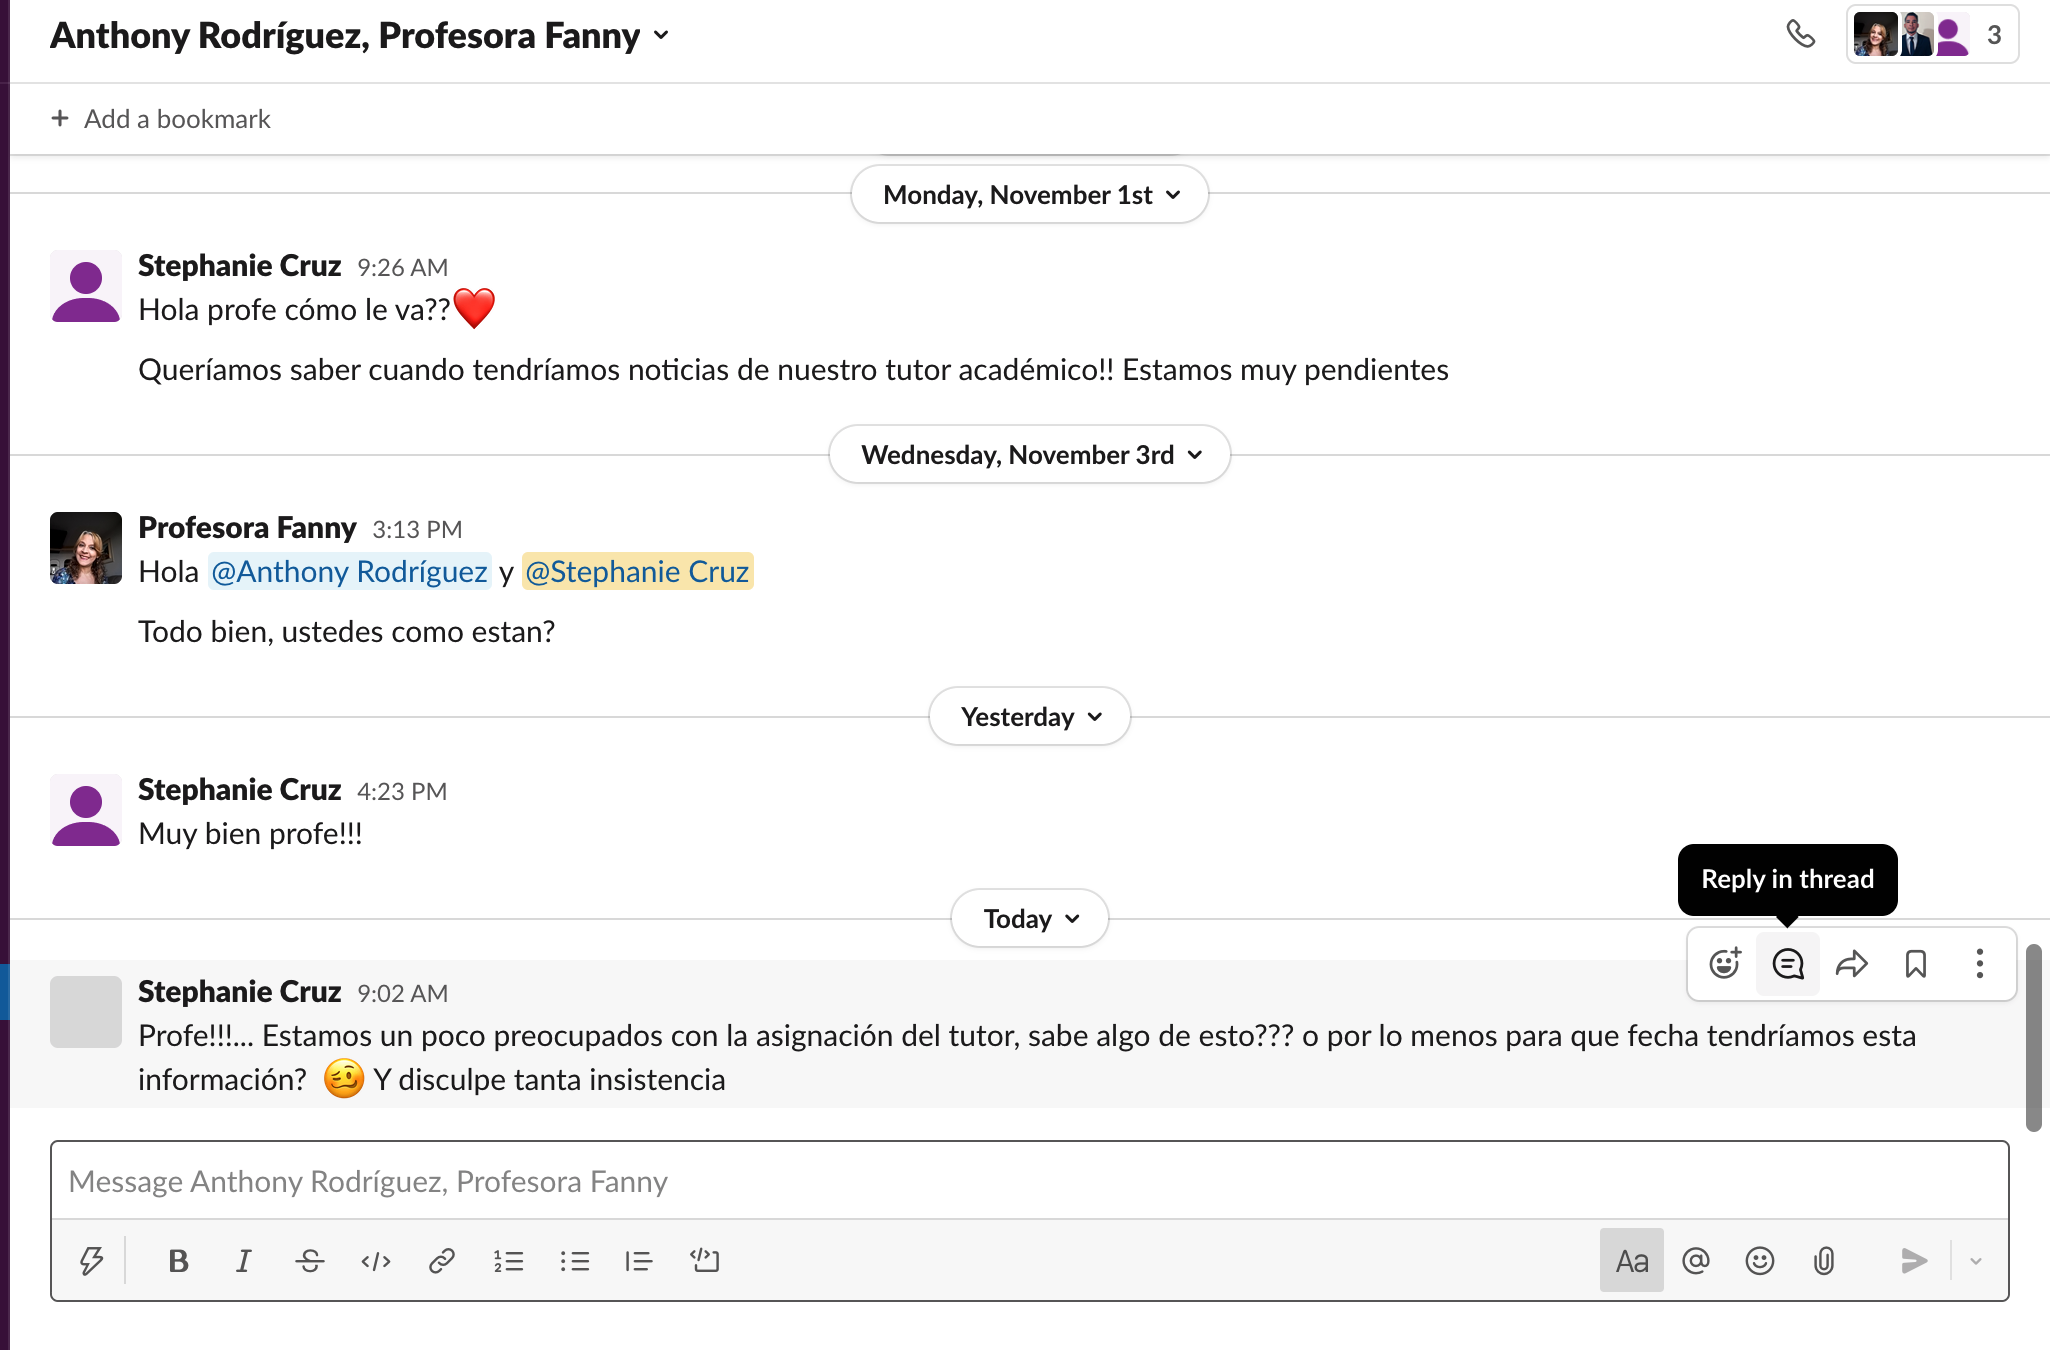 Anthony Rodríguez, Profesora Fanny
3
+ Add a bookmark
Monday, November 1st
Stephanie Cruz 9:26 AM
Hola profe cómo le va??❤️
Queríamos saber cuando tendríamos noticias de nuestro tutor académico!! Estamos muy pendientes
Wednesday, November 3rd
Profesora Fanny 3:13 PM
Hola @Anthony Rodríguez y @Stephanie Cruz
Todo bien, ustedes como estan?
Yesterday
Stephanie Cruz 4:23 PM
Muy bien profe!!!
Reply in thread
Today
Stephanie Cruz 9:02 AM
Profe!!!... Estamos un poco preocupados con la asignación del tutor, sabe algo de esto??? o por lo menos para que fecha tendríamos esta
información? 🥴 Y disculpe tanta insistencia
Message Anthony Rodríguez, Profesora Fanny
B I S </> Aa @